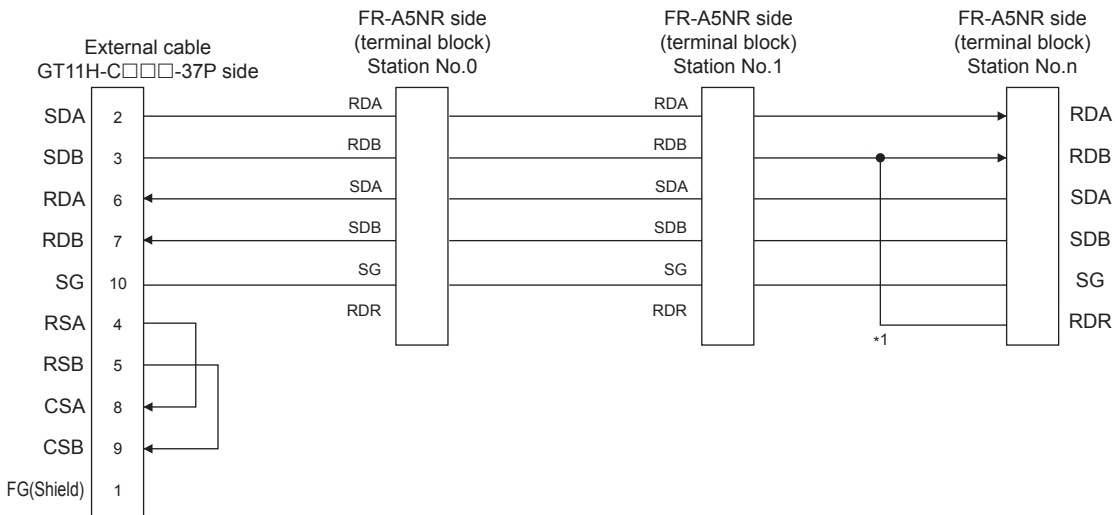 External cable
GT11H-C□□□-37P side
FR-A5NR side
(terminal block)
Station No.0
FR-A5NR side
(terminal block)
Station No.1
FR-A5NR side
(terminal block)
Station No.n
SDA 2 RDA RDA RDA
SDB 3 RDB RDB RDB
RDA 6 SDA SDA SDA
RDB 7 SDB SDB SDB
SG 10 SG SG SG
RSA 4 RDR RDR RDR
*1
RSB 5
CSA 8
CSB 9
FG(Shield) 1